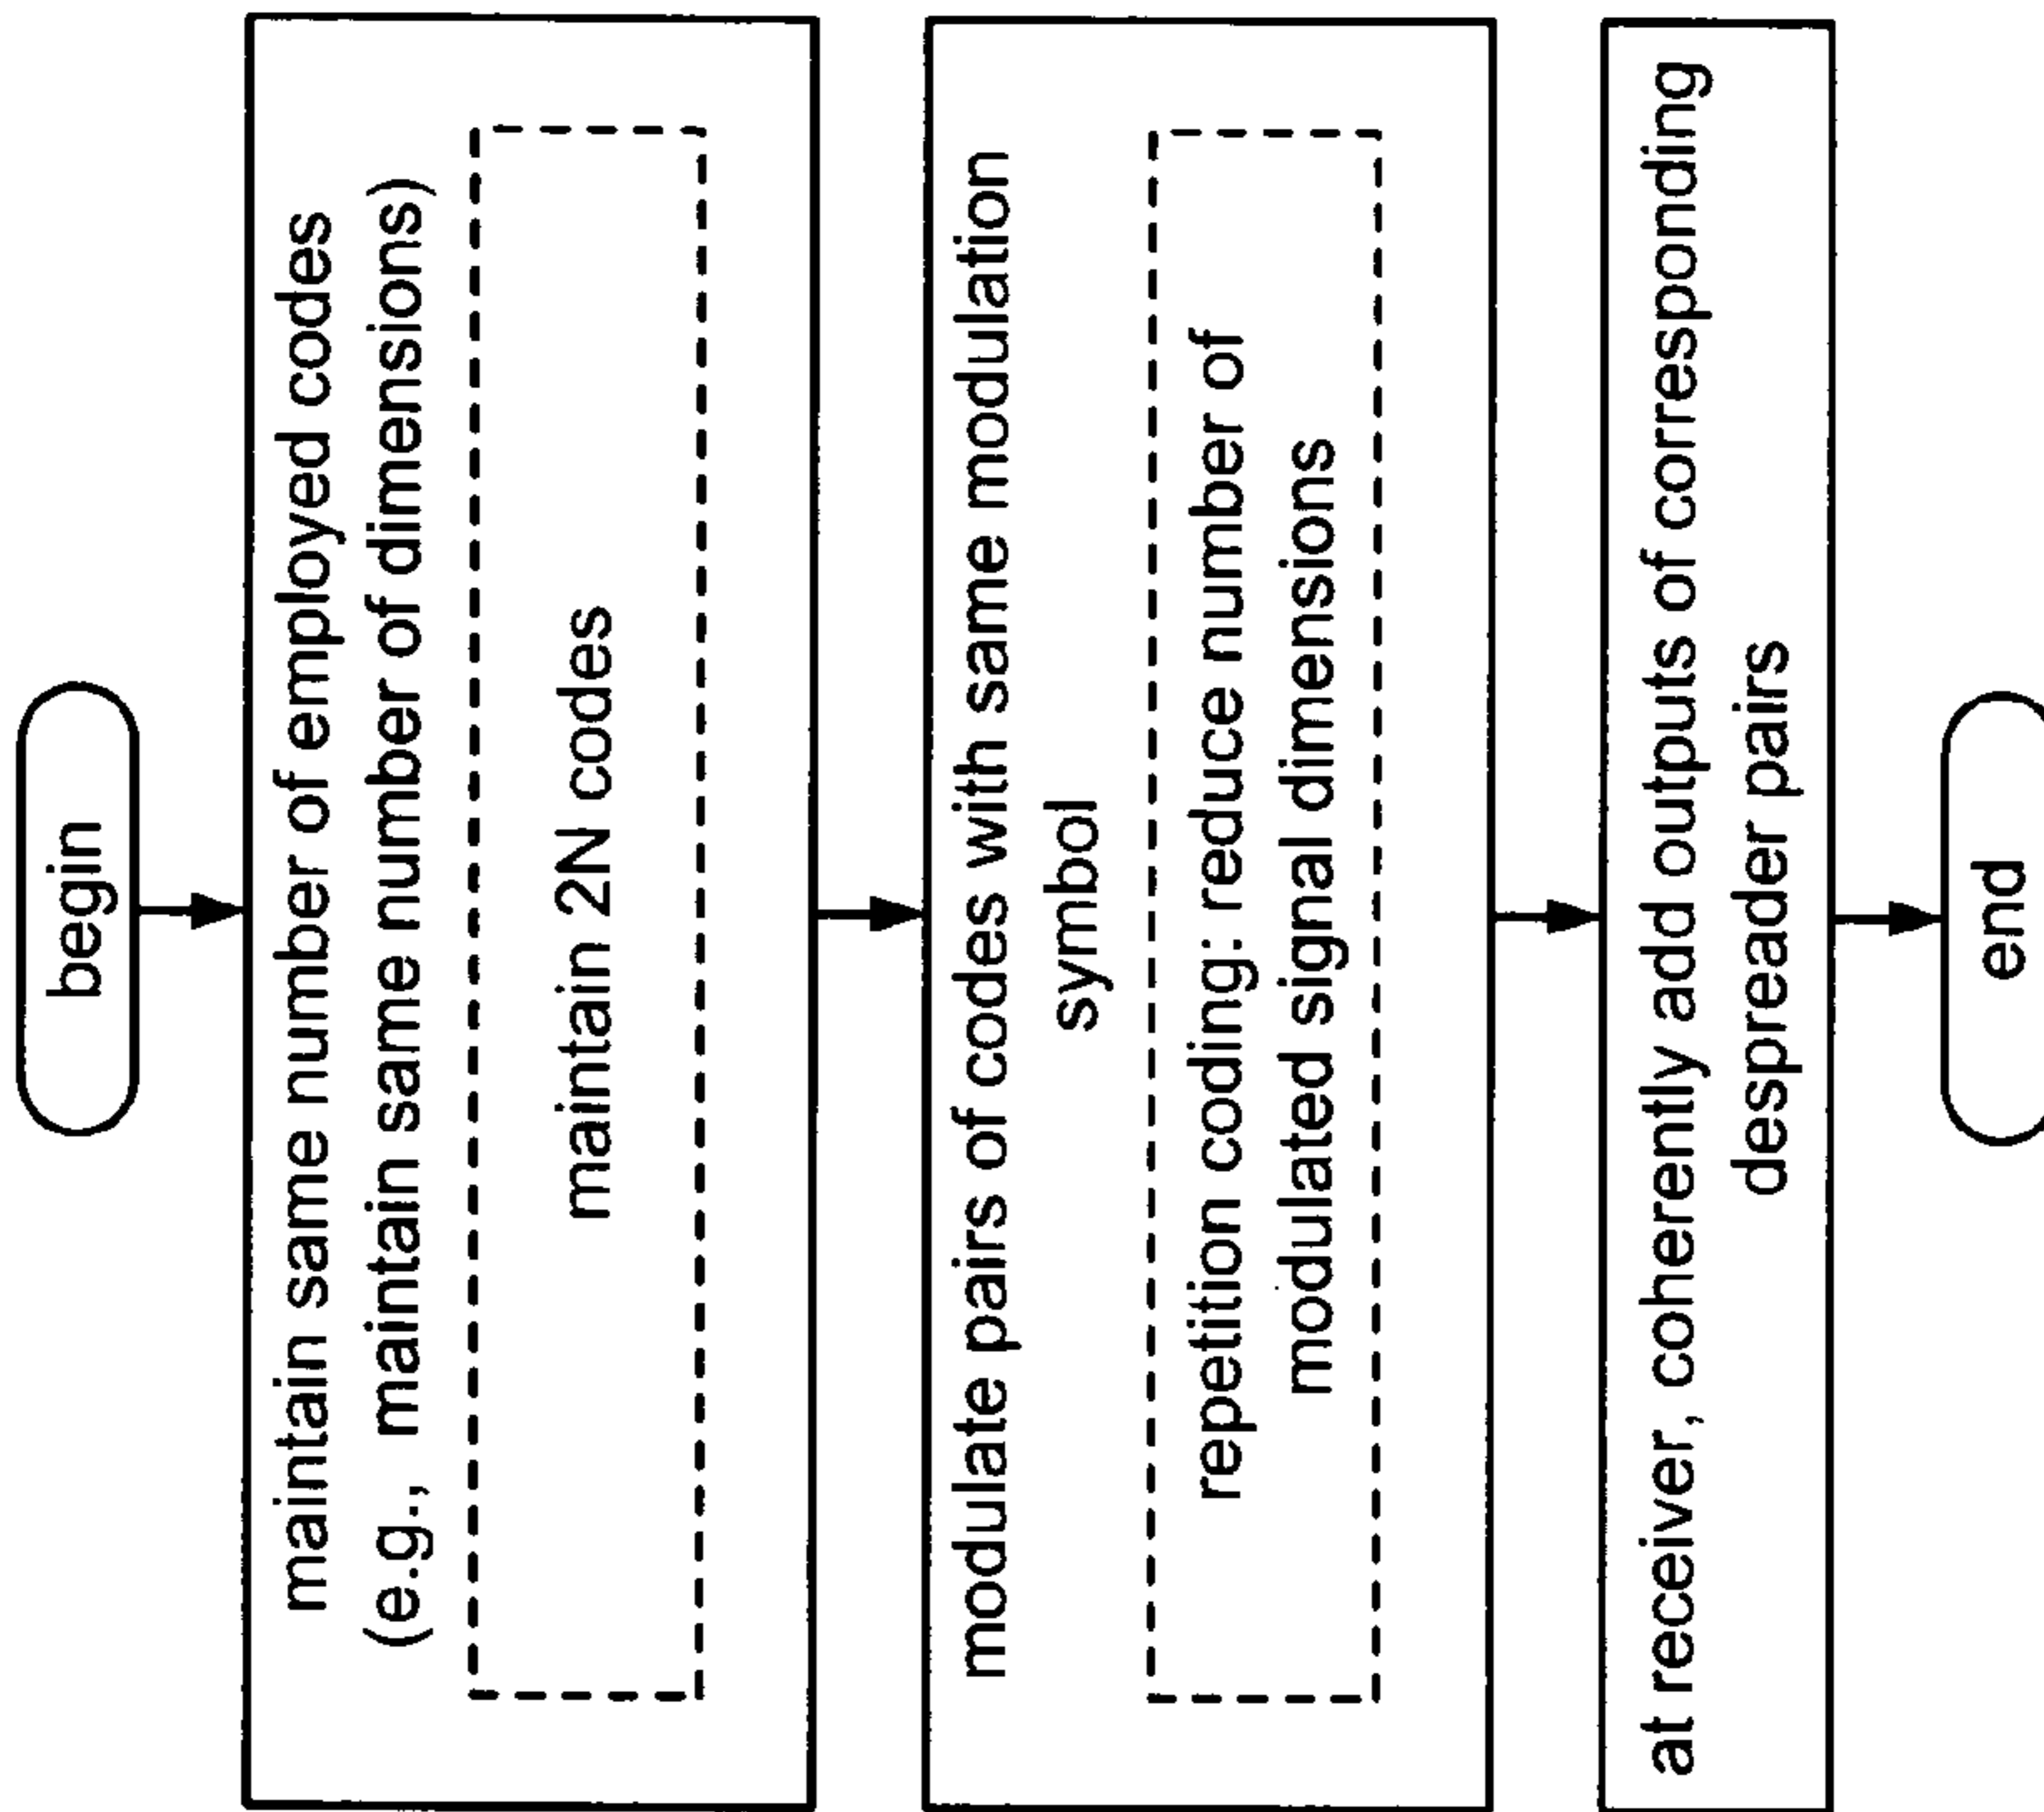 begin
maintain same number of employed codes
(e.g., maintain same number of dimensions)
maintain 2N codes
modulate pairs of codes with same modulation
symbol
repetition coding: reduce number of
modulated signal dimensions
at receiver, coherently add outputs of corresponding
despreader pairs
end